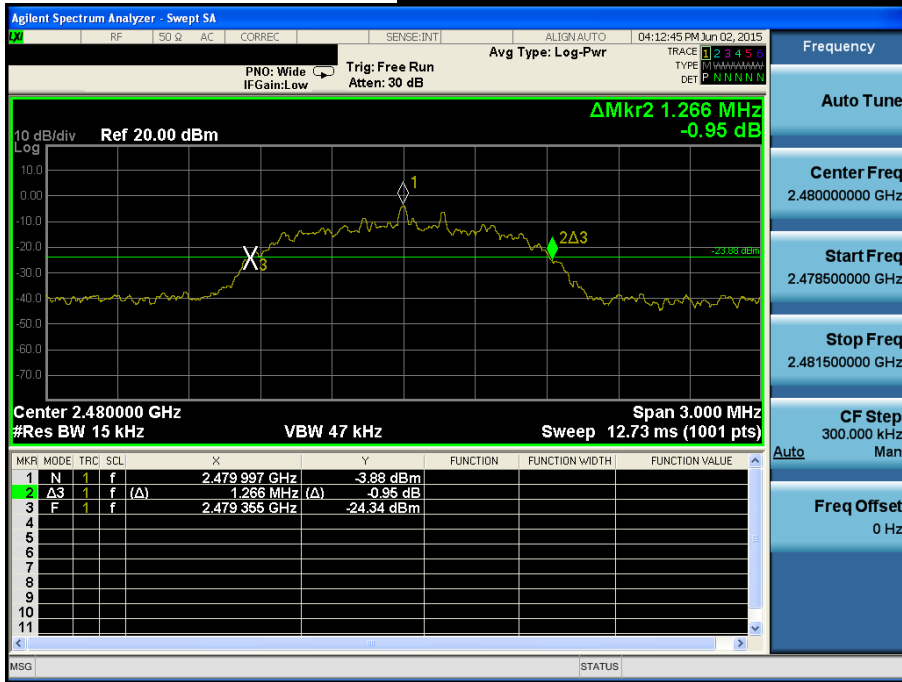 Agilent Spectrum Analyzer - Swept SA
LXI RF 50 Ω AC CORREC SENSE:INT ALIGNAUTO 04:12:45 PM Jun 02, 2015
Avg Type: Log-Pwr TRACE 1 2 3 4 5 6
PNO: Wide Trig: Free Run TYPE M WWWWW
IFGain:Low Atten: 30 dB DET P N N N N N
ΔMkr2 1.266 MHz
-0.95 dB
10 dB/div Ref 20.00 dBm
Log
10.0
0.00
-10.0
-20.0
-30.0
-40.0
-50.0
-60.0
-70.0
1
2Δ3
-23.88 dBm
3
Center 2.480000 GHz Span 3.000 MHz
#Res BW 15 kHz VBW 47 kHz Sweep 12.73 ms (1001 pts)
MKR MODE TRC SCL X Y FUNCTION FUNCTION WIDTH FUNCTION VALUE
1 N 1 f 2.479 997 GHz -3.88 dBm
2 Δ3 1 f (Δ) 1.266 MHz (Δ) -0.95 dB
3 F 1 f 2.479 355 GHz -24.34 dBm
4
5
6
7
8
9
10
11
MSG STATUS
Frequency
Auto Tune
Center Freq
2.480000000 GHz
Start Freq
2.478500000 GHz
Stop Freq
2.481500000 GHz
CF Step
300.000 kHz
Auto Man
Freq Offset
0 Hz